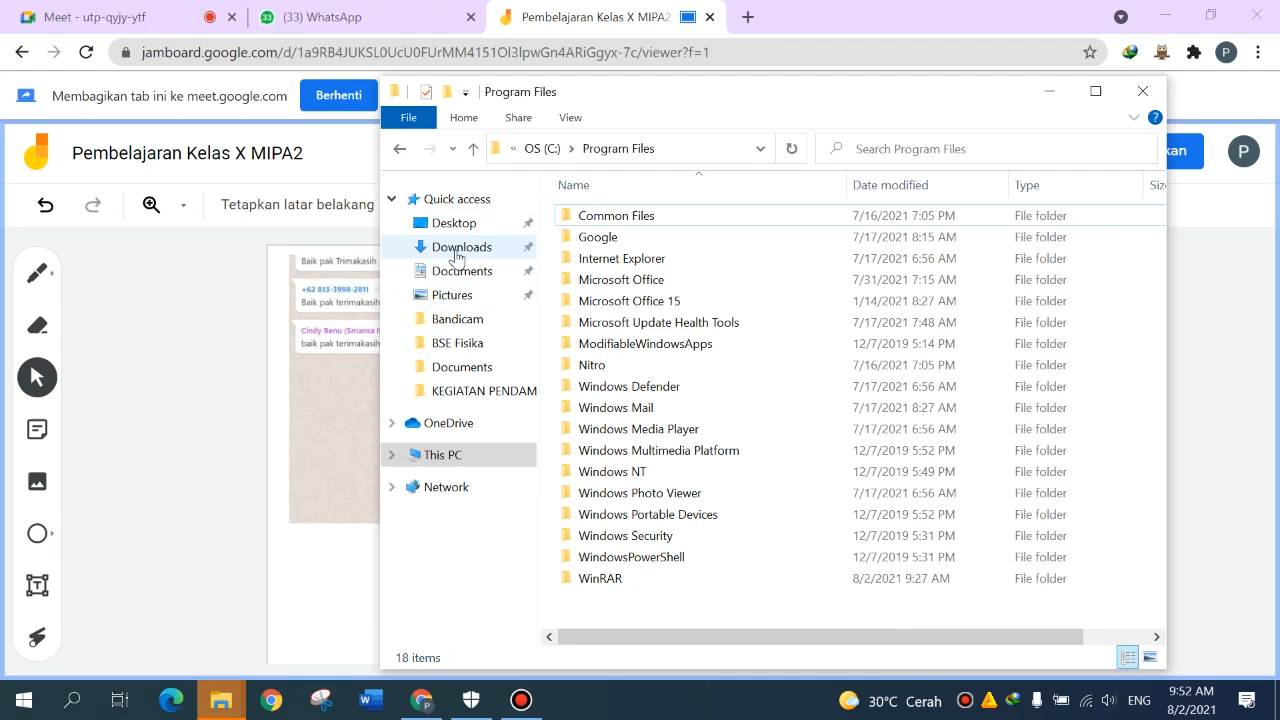 Meet - utp-qyjy-ytf
(33) WhatsApp
Pembelajaran Kelas X MIPA2
jamboard.google.com/d/1a9RB4JUKSL0UcU0FUrMM4151Ol3lpwGn4ARiGgyx-7c/viewer?f=1
P
Membagikan tab ini ke meet.google.com
Berhenti
Program Files
File
Home
Share
View
OS (C:)
Program Files
Search Program Files
Pembelajaran Kelas X MIPA2
kan
P
Tetapkan latar belakang
Quick access
Desktop
Downloads
Documents
Pictures
Bandicam
BSE Fisika
Documents
KEGIATAN PENDAM
OneDrive
This PC
Network
Name Date modified Type Siz
Common Files 7/16/2021 7:05 PM File folder
Google 7/17/2021 8:15 AM File folder
Internet Explorer 7/17/2021 6:56 AM File folder
Microsoft Office 7/31/2021 7:15 AM File folder
Microsoft Office 15 1/14/2021 8:27 AM File folder
Microsoft Update Health Tools 7/17/2021 7:48 AM File folder
ModifiableWindowsApps 12/7/2019 5:14 PM File folder
Nitro 7/16/2021 7:05 PM File folder
Windows Defender 7/17/2021 6:56 AM File folder
Windows Mail 7/17/2021 8:27 AM File folder
Windows Media Player 7/17/2021 6:56 AM File folder
Windows Multimedia Platform 12/7/2019 5:52 PM File folder
Windows NT 12/7/2019 5:49 PM File folder
Windows Photo Viewer 7/17/2021 6:56 AM File folder
Windows Portable Devices 12/7/2019 5:52 PM File folder
Windows Security 12/7/2019 5:31 PM File folder
WindowsPowerShell 12/7/2019 5:31 PM File folder
WinRAR 8/2/2021 9:27 AM File folder
18 items
Baik pak Trimakasih
+62 813-3998-2811
Baik pak terimakasih
Cindy Benu (Smansa
baik pak terimakasih
30°C Cerah
ENG
9:52 AM
8/2/2021